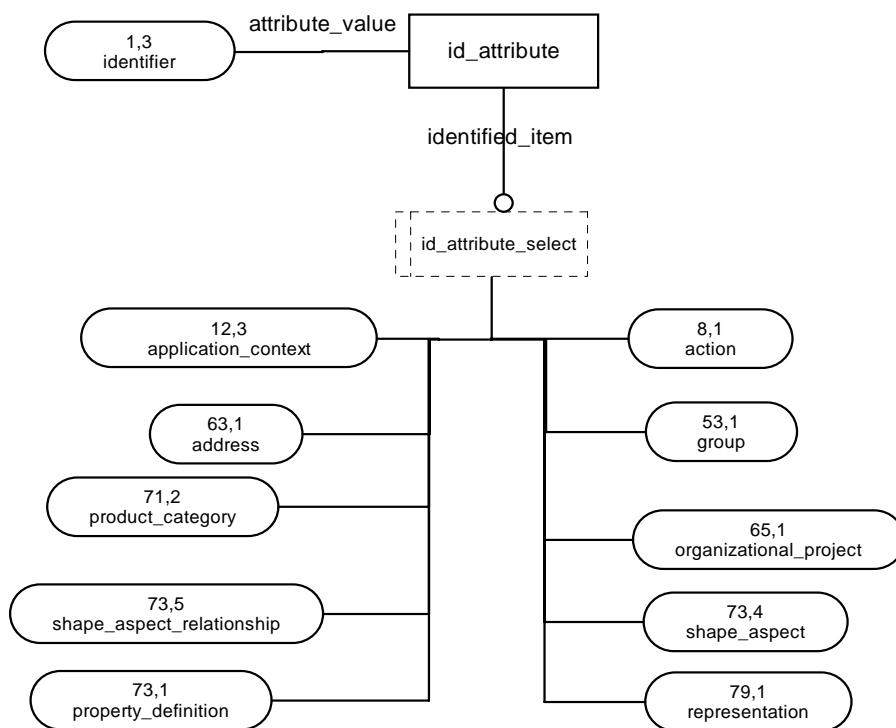 attribute_value
1,3
identifier
id_attribute
identified_item
id_attribute_select
12,3
application_context
8,1
action
63,1
address
53,1
group
71,2
product_category
65,1
organizational_project
73,5
shape_aspect_relationship
73,4
shape_aspect
73,1
property_definition
79,1
representation